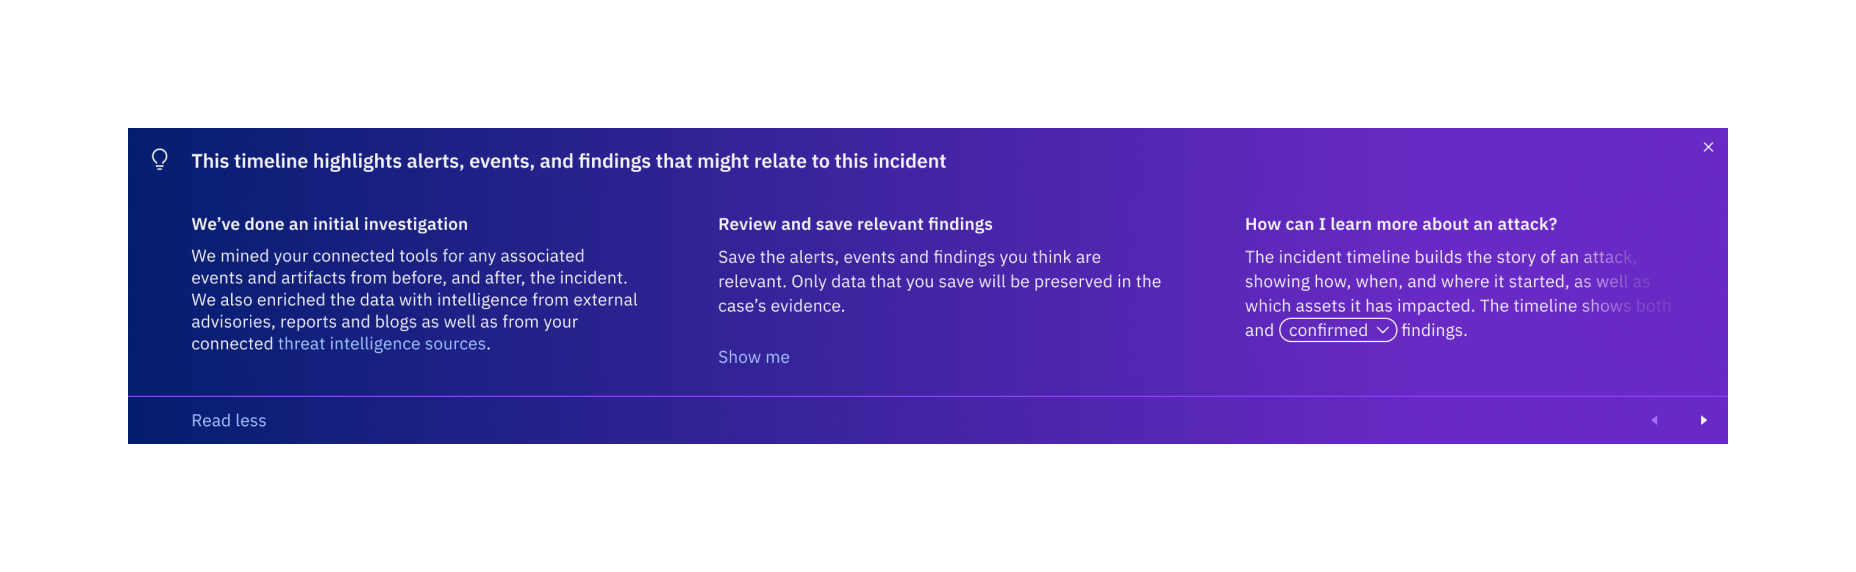 This timeline highlights alerts, events, and findings that might relate to this incident
We’ve done an initial investigation
We mined your connected tools for any associated
events and artifacts from before, and after, the incident.
We also enriched the data with intelligence from external
advisories, reports and blogs as well as from your
connected threat intelligence sources.
Review and save relevant findings
Save the alerts, events and findings you think are
relevant. Only data that you save will be preserved in the
case’s evidence.
Show me
How can I learn more about an attack?
The incident timeline builds the story of an attack,
showing how, when, and where it started, as well as
which assets it has impacted. The timeline shows both
and confirmed findings.
Read less